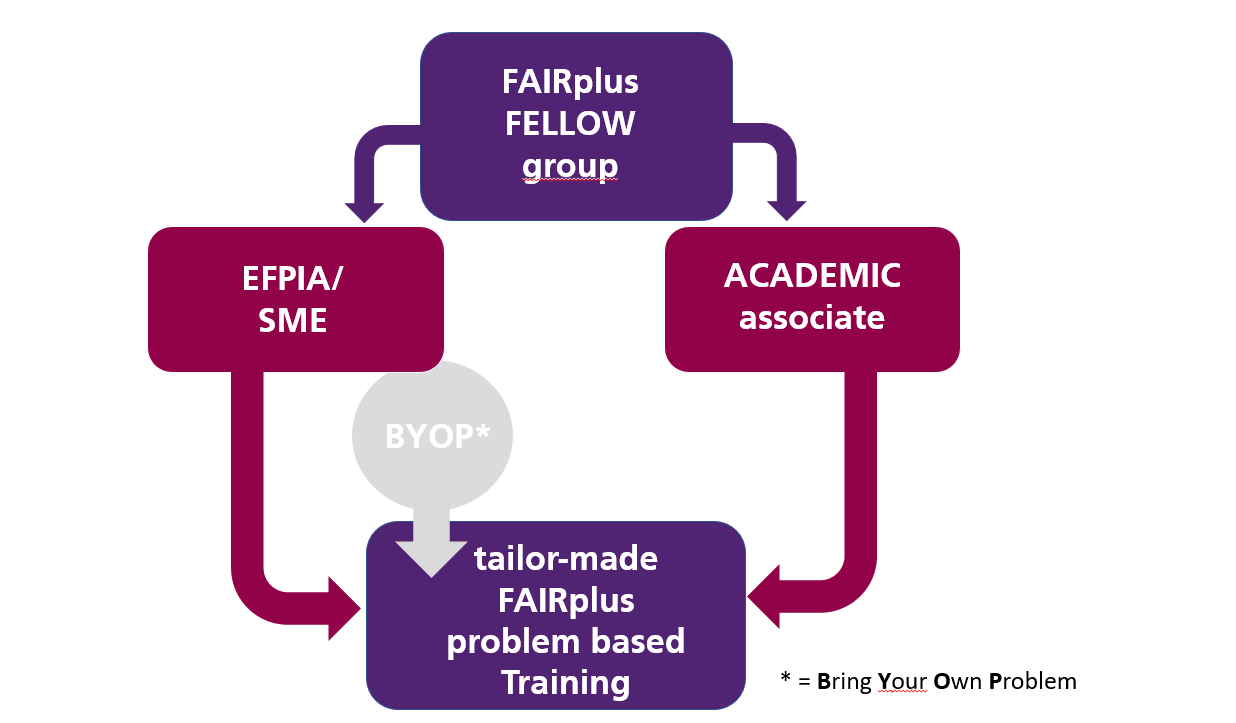 FAIRplus
FELLOW
group
EFPIA/
SME
ACADEMIC
associate
BYOP*
tailor-made
FAIRplus
problem based
Training
* = Bring Your Own Problem